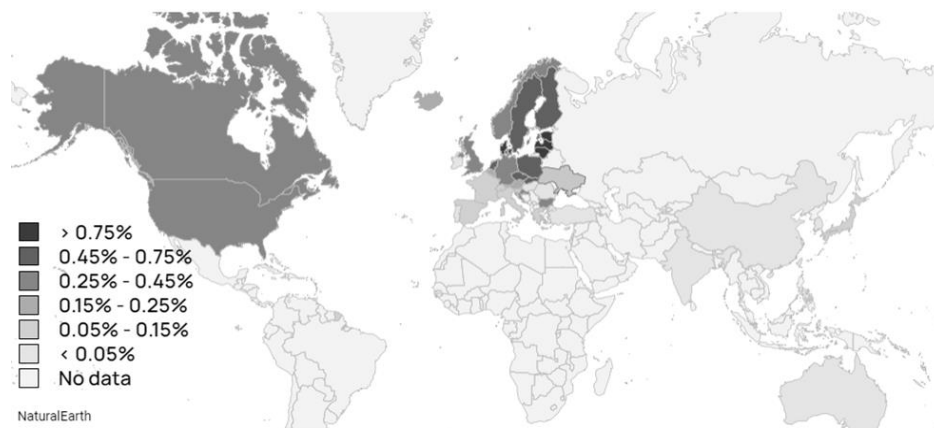 > 0.75%
0.45% - 0.75%
0.25% - 0.45%
0.15% - 0.25%
0.05% - 0.15%
< 0.05%
No data
NaturalEarth